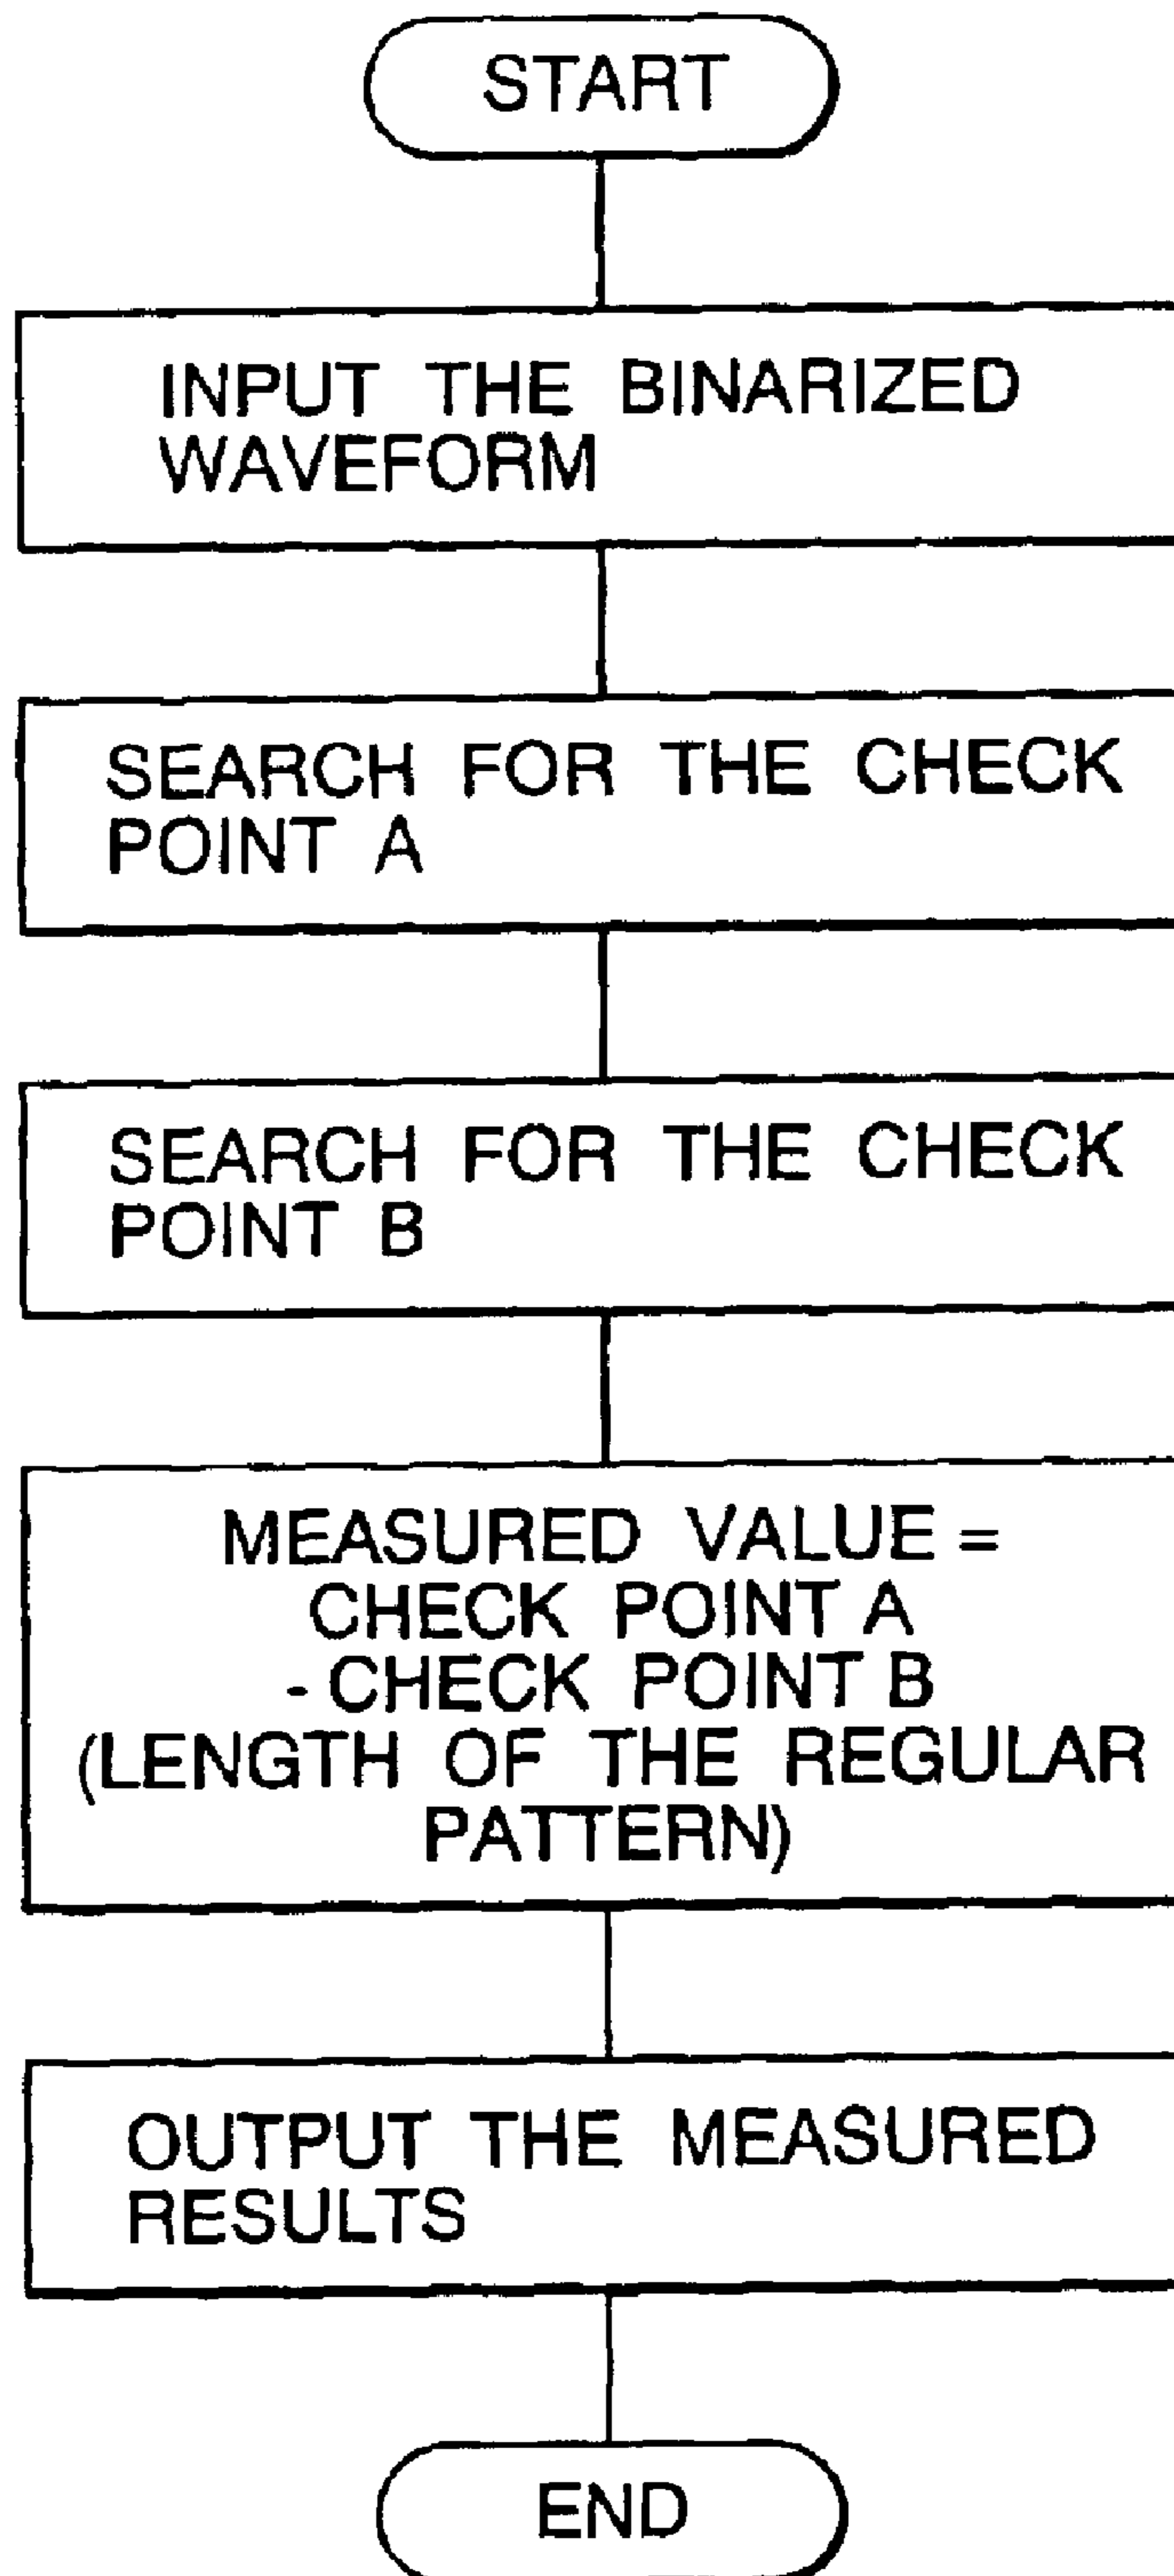 START
INPUT THE BINARIZED
WAVEFORM
SEARCH FOR THE CHECK
POINT A
SEARCH FOR THE CHECK
POINT B
MEASURED VALUE =
CHECK POINT A
- CHECK POINT B
(LENGTH OF THE REGULAR
PATTERN)
OUTPUT THE MEASURED
RESULTS
END